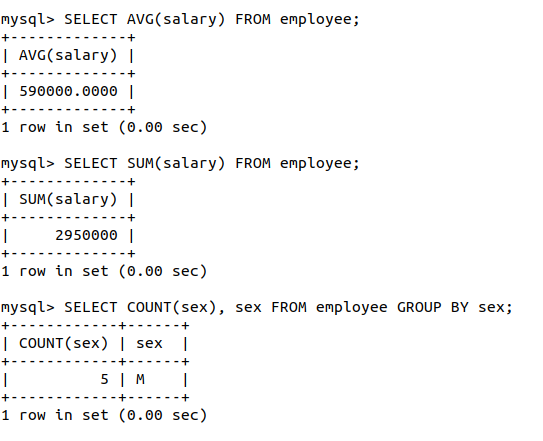 mysql> SELECT AVG(salary) FROM employee;
+-------------+
| AVG(salary) |
+-------------+
| 590000.0000 |
+-------------+
1 row in set (0.00 sec)

mysql> SELECT SUM(salary) FROM employee;
+-------------+
| SUM(salary) |
+-------------+
|     2950000 |
+-------------+
1 row in set (0.00 sec)

mysql> SELECT COUNT(sex), sex FROM employee GROUP BY sex;
+------------+------+
| COUNT(sex) | sex  |
+------------+------+
|          5 | M    |
+------------+------+
1 row in set (0.00 sec)